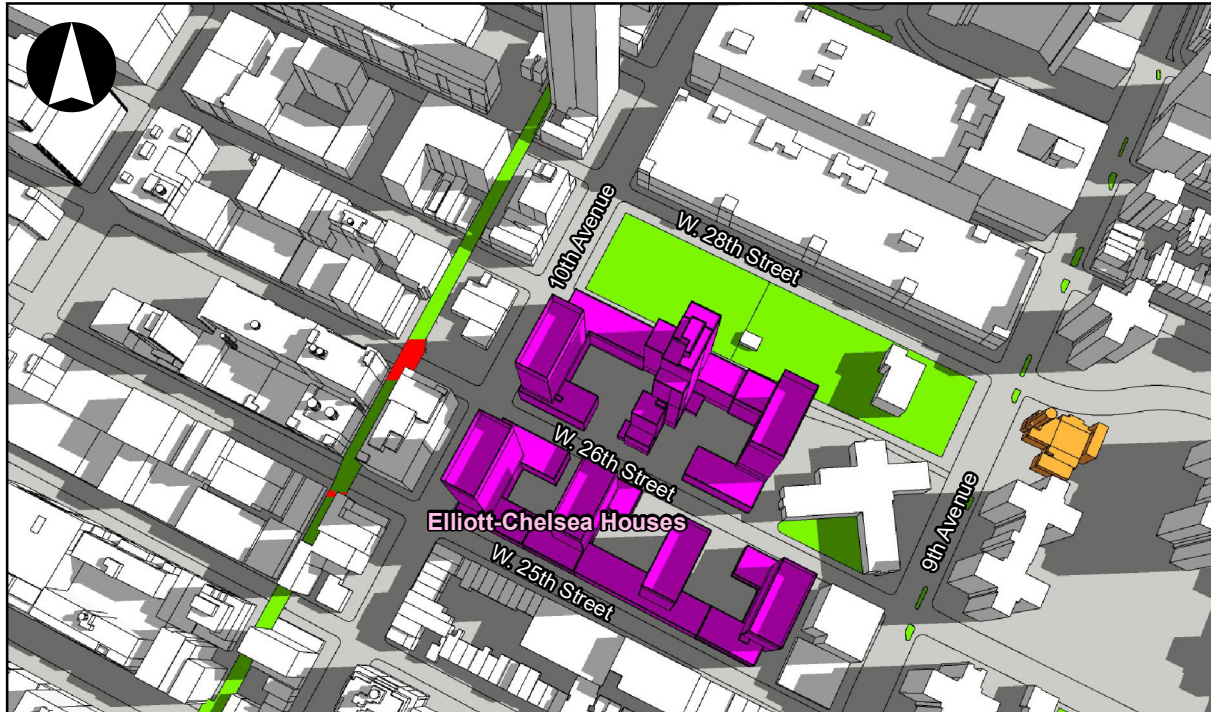 10th Avenue
W. 28th Street
W. 26th Street
Elliott-Chelsea Houses
W. 25th Street
9th Avenue